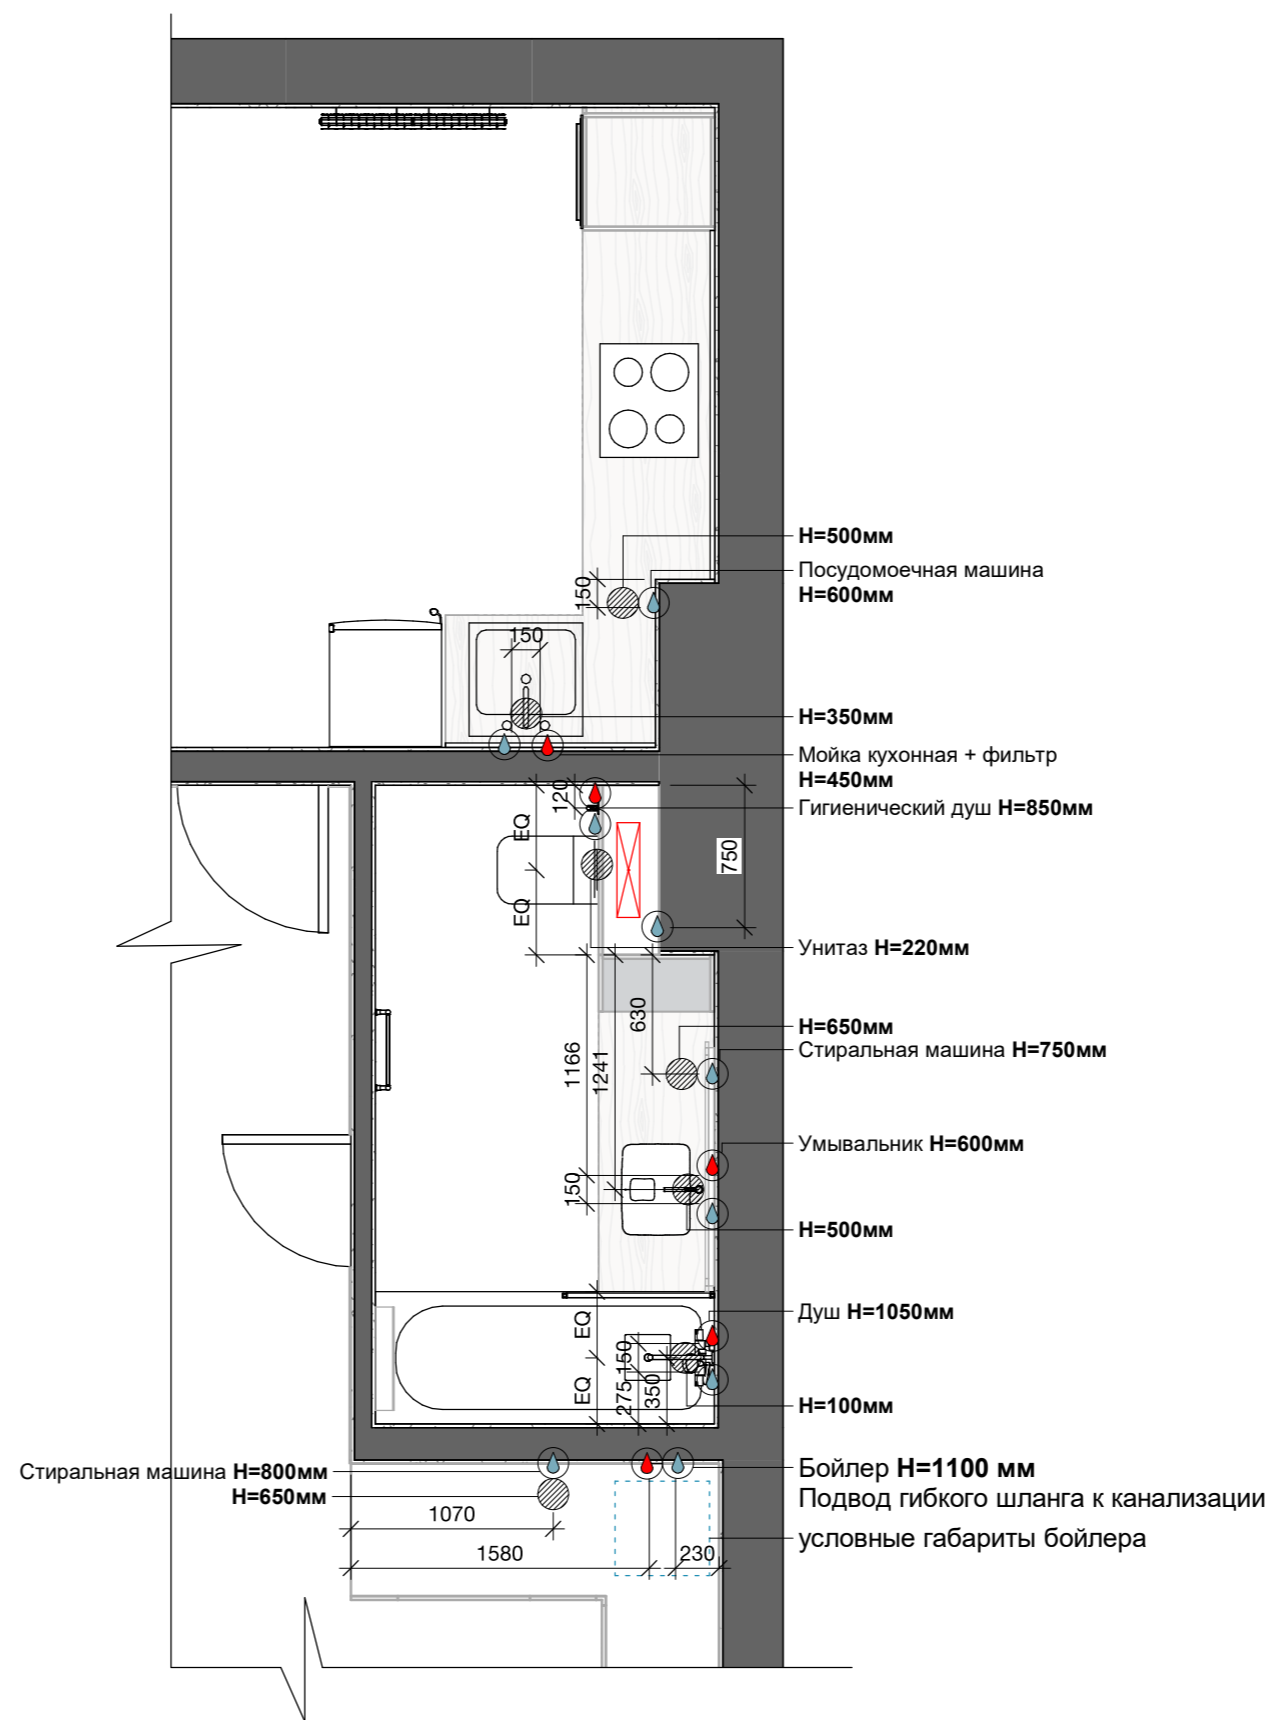 H=500мм
Посудомоечная машина
H=600мм
150
150
H=350мм
Мойка кухонная + фильтр
H=450мм
120
Гигиенический душ H=850мм
EQ
750
EQ
Унитаз H=220мм
630
H=650мм
Стиральная машина H=750мм
1166
1241
Умывальник H=600мм
150
H=500мм
Душ H=1050мм
EQ
150
EQ
275
350
H=100мм
Стиральная машина H=800мм
H=650мм
Бойлер H=1100 мм
Подвод гибкого шланга к канализации
1070
условные габариты бойлера
1580
230